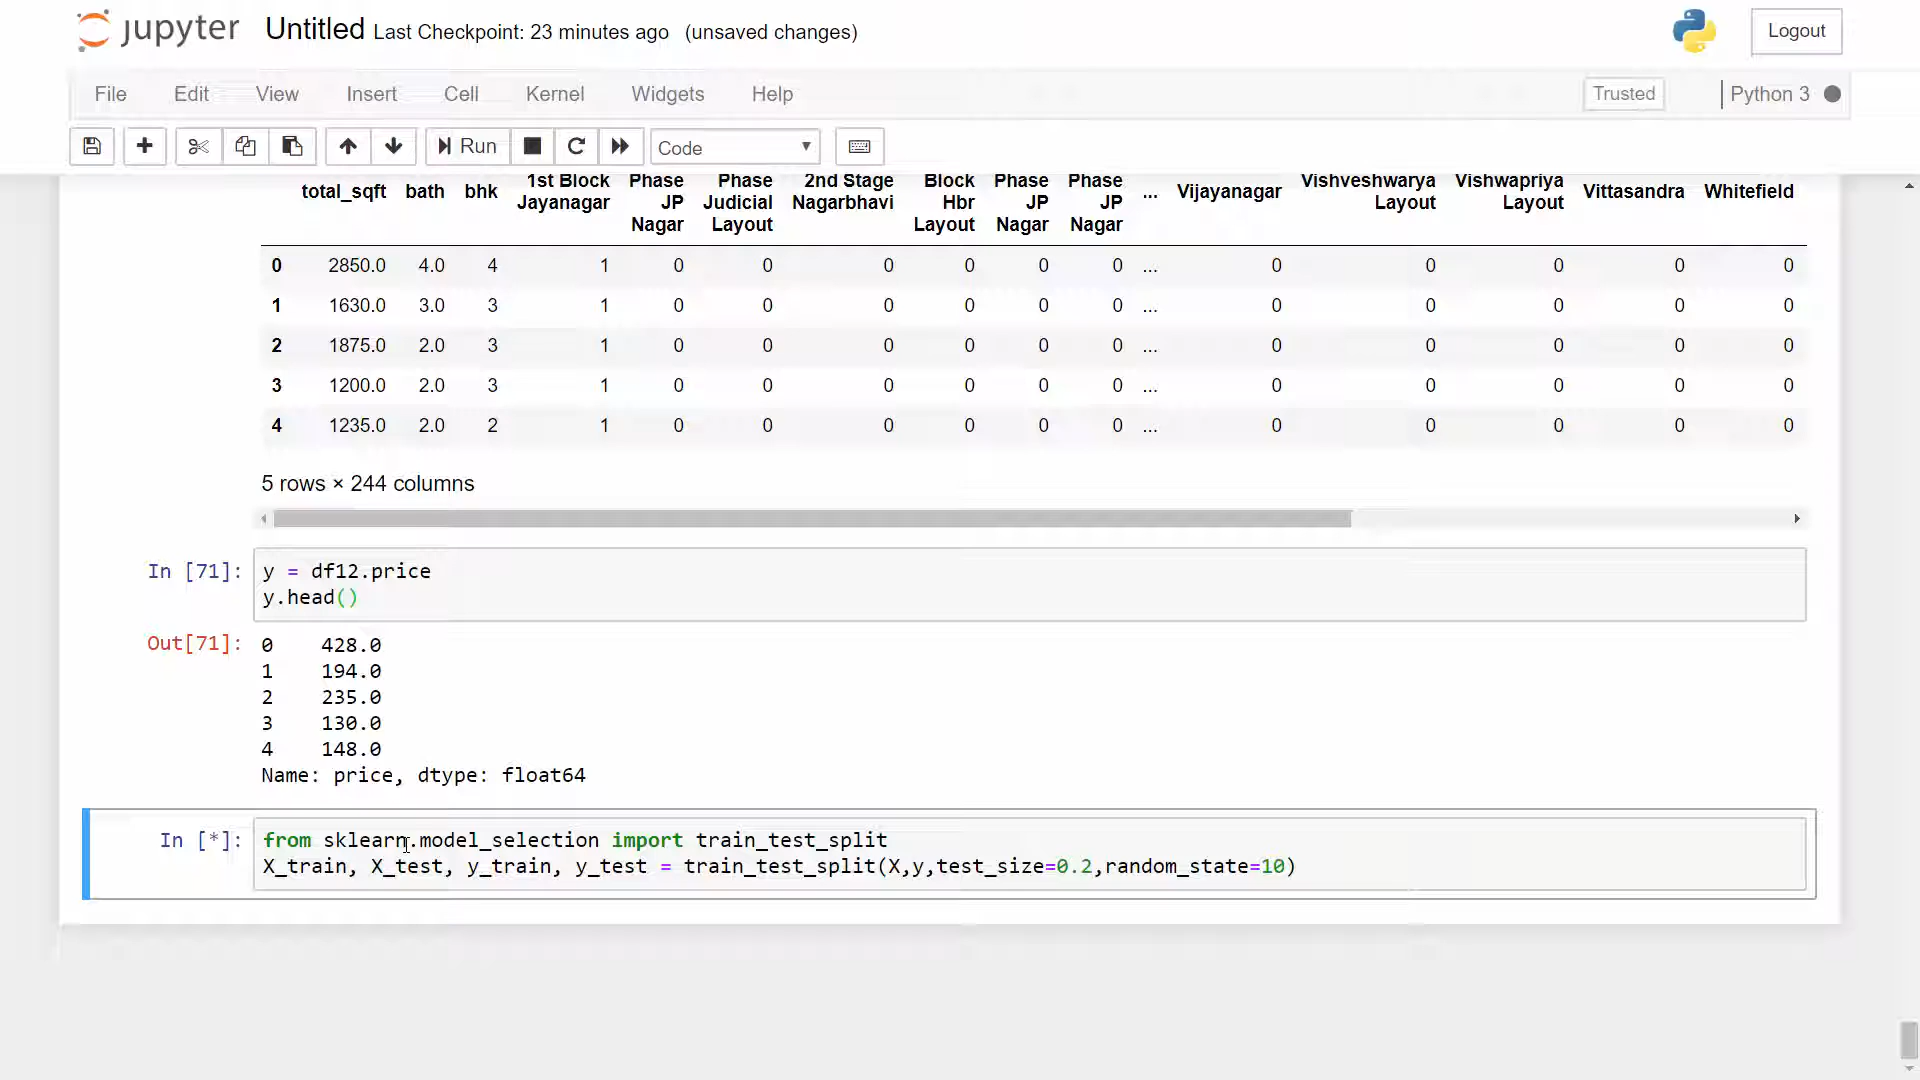 jupyter Untitled Last Checkpoint: 23 minutes ago (unsaved changes) Logout
File Edit View Insert Cell Kernel Widgets Help Trusted Python 3
Run Code
total_sqft bath bhk 1st Block Jayanagar Phase JP Nagar Phase Judicial Layout 2nd Stage Nagarbhavi Block Hbr Layout Phase JP Nagar Phase JP Nagar ... Vijayanagar Vishveshwarya Layout Vishwapriya Layout Vittasandra Whitefield
0 2850.0 4.0 4 1 0 0 0 0 0 0 ... 0 0 0 0 0
1 1630.0 3.0 3 1 0 0 0 0 0 0 ... 0 0 0 0 0
2 1875.0 2.0 3 1 0 0 0 0 0 0 ... 0 0 0 0 0
3 1200.0 2.0 3 1 0 0 0 0 0 0 ... 0 0 0 0 0
4 1235.0 2.0 2 1 0 0 0 0 0 0 ... 0 0 0 0 0
5 rows × 244 columns
In [71]: y = df12.price
y.head()
Out[71]: 0 428.0
1 194.0
2 235.0
3 130.0
4 148.0
Name: price, dtype: float64
In [*]: from sklearn.model_selection import train_test_split
X_train, X_test, y_train, y_test = train_test_split(X,y,test_size=0.2,random_state=10)